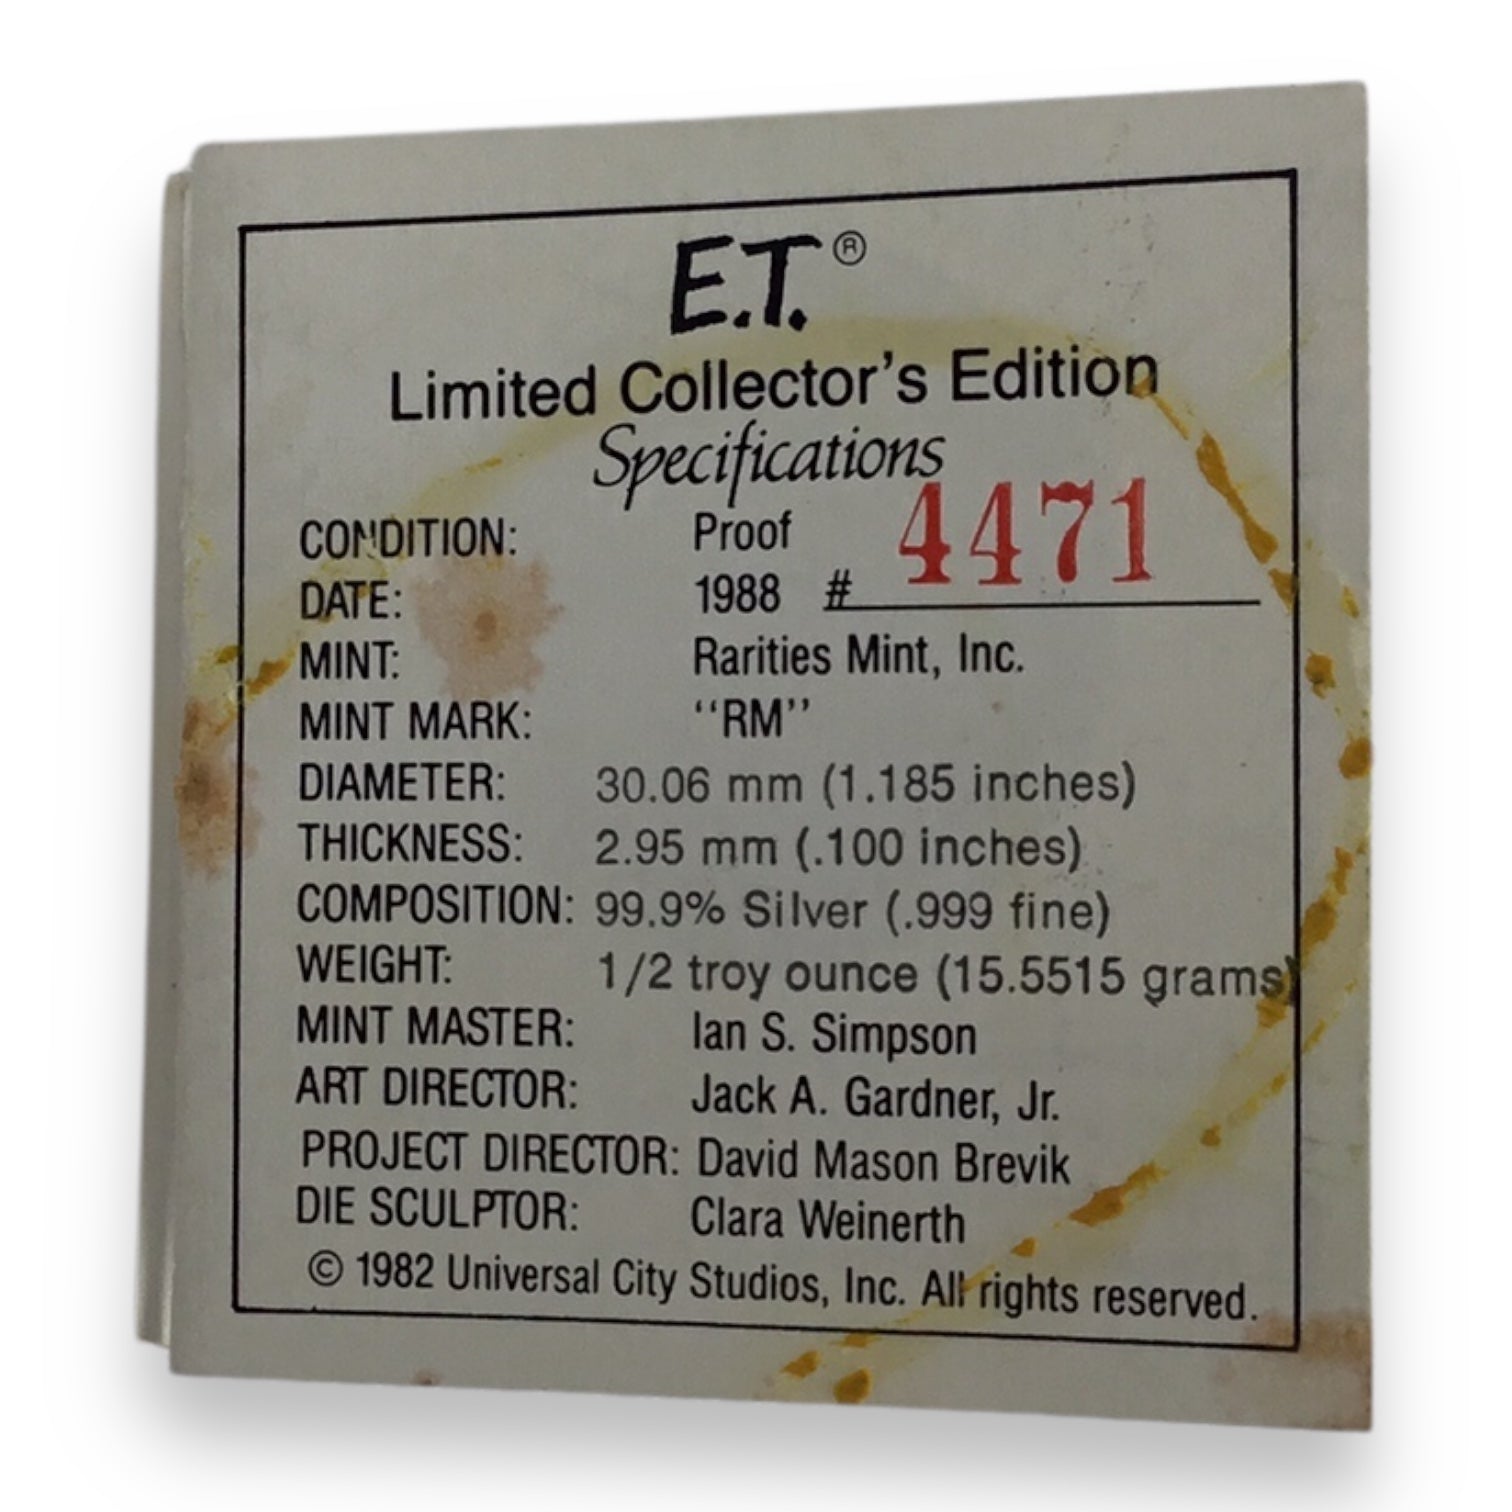 E.T.®
Limited Collector's Edition
Specifications
4471
CONDITION: Proof
DATE: 1988 #
MINT: Rarities Mint, Inc.
MINT MARK: ‘‘RM’’
DIAMETER: 30.06 mm (1.185 inches)
THICKNESS: 2.95 mm (.100 inches)
COMPOSITION: 99.9% Silver (.999 fine)
WEIGHT: 1/2 troy ounce (15.5515 grams)
MINT MASTER: Ian S. Simpson
ART DIRECTOR: Jack A. Gardner, Jr.
PROJECT DIRECTOR: David Mason Brevik
DIE SCULPTOR: Clara Weinerth
© 1982 Universal City Studios, Inc. All rights reserved.